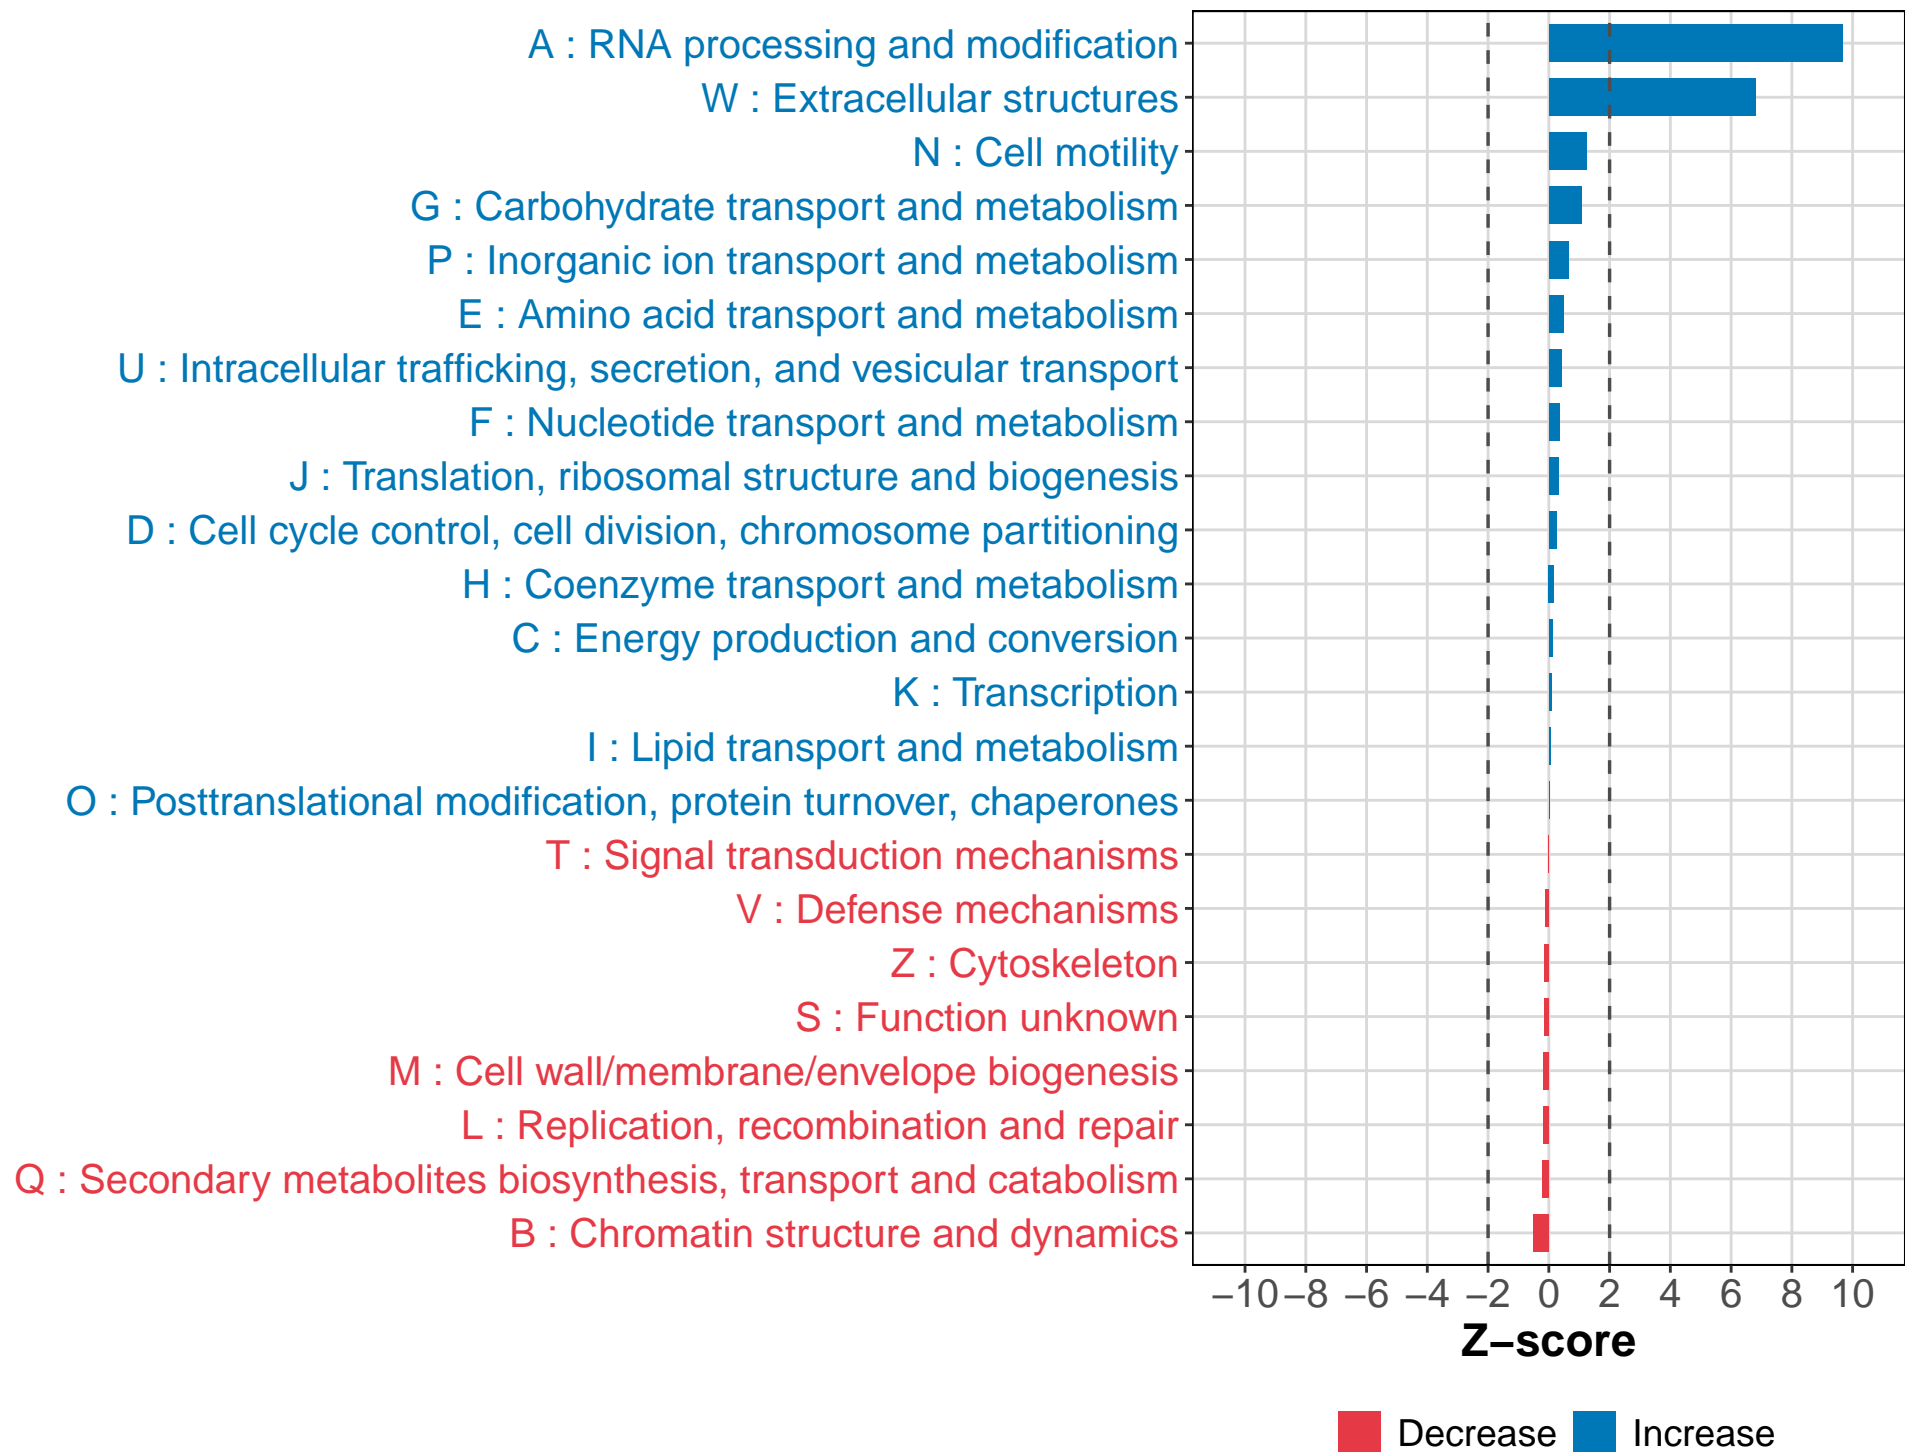 A : RNA processing and modification
W : Extracellular structures
N : Cell motility
G : Carbohydrate transport and metabolism
P : Inorganic ion transport and metabolism
E : Amino acid transport and metabolism
U : Intracellular trafficking, secretion, and vesicular transport
F : Nucleotide transport and metabolism
J : Translation, ribosomal structure and biogenesis
D : Cell cycle control, cell division, chromosome partitioning
H : Coenzyme transport and metabolism
C : Energy production and conversion
K : Transcription
I : Lipid transport and metabolism
O : Posttranslational modification, protein turnover, chaperones
T : Signal transduction mechanisms
V : Defense mechanisms
Z : Cytoskeleton
S : Function unknown
M : Cell wall/membrane/envelope biogenesis
L : Replication, recombination and repair
Q : Secondary metabolites biosynthesis, transport and catabolism
B : Chromatin structure and dynamics
−10 −8 −6 −4 −2 0 2 4 6 8 10
Z−score
Decrease Increase